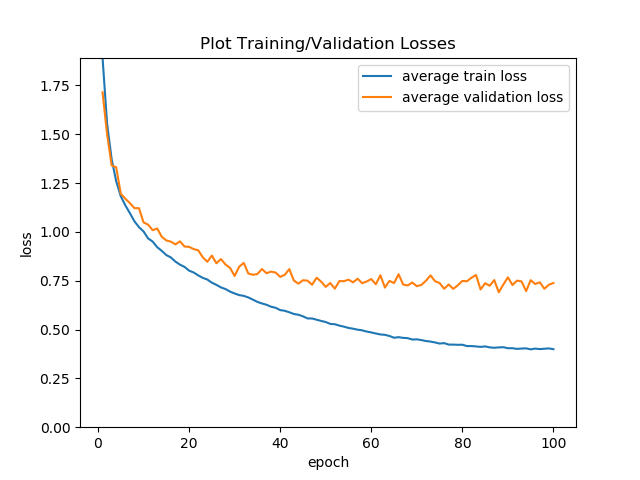 Plot Training/Validation Losses
average train loss
average validation loss
1.75
1.50
1.25
1.00
0.75
0.50
0.25
0.00
loss
0 20 40 60 80 100
epoch